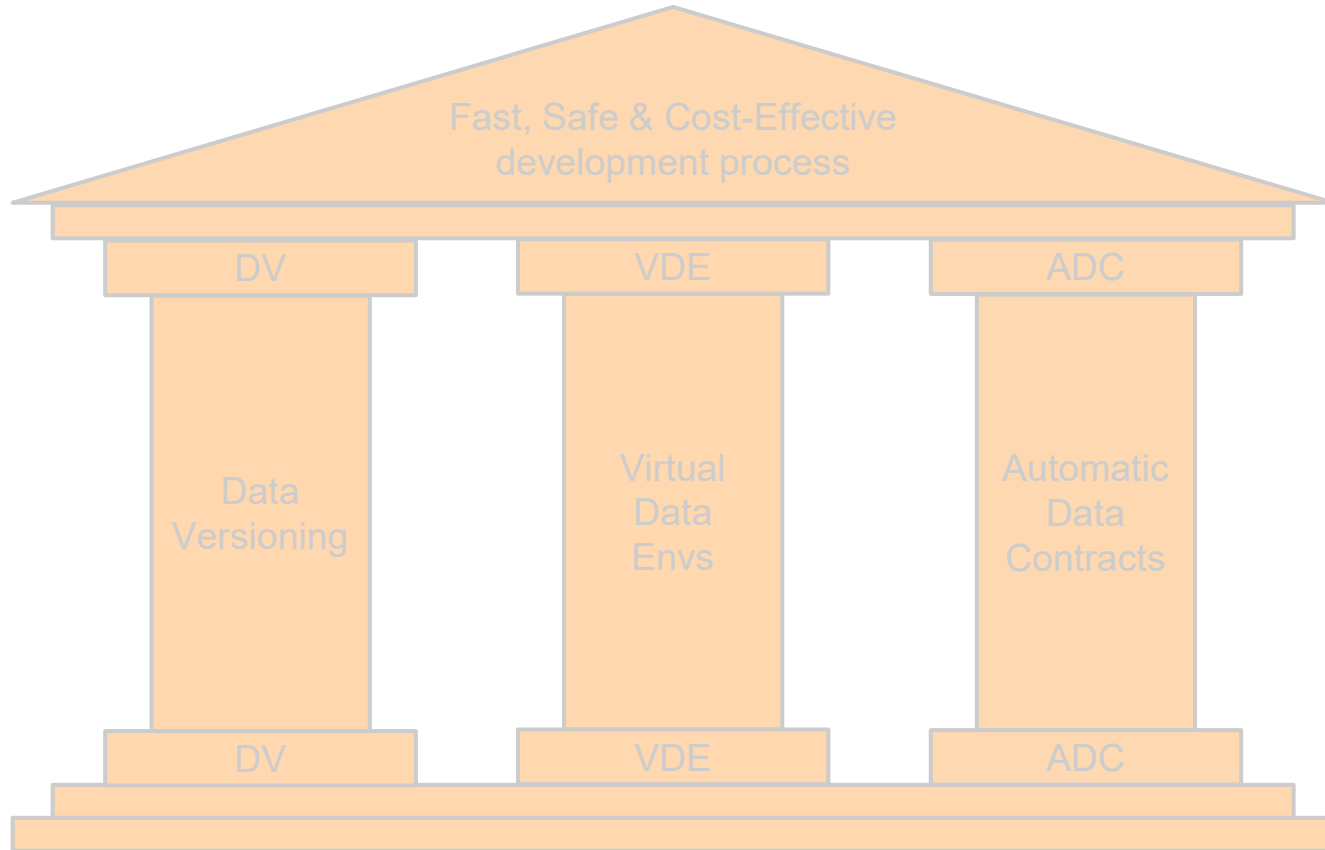 Fast, Safe & Cost-Effective
development process
DV
VDE
ADC
Data
Versioning
Virtual
Data
Envs
Automatic
Data
Contracts
DV
VDE
ADC